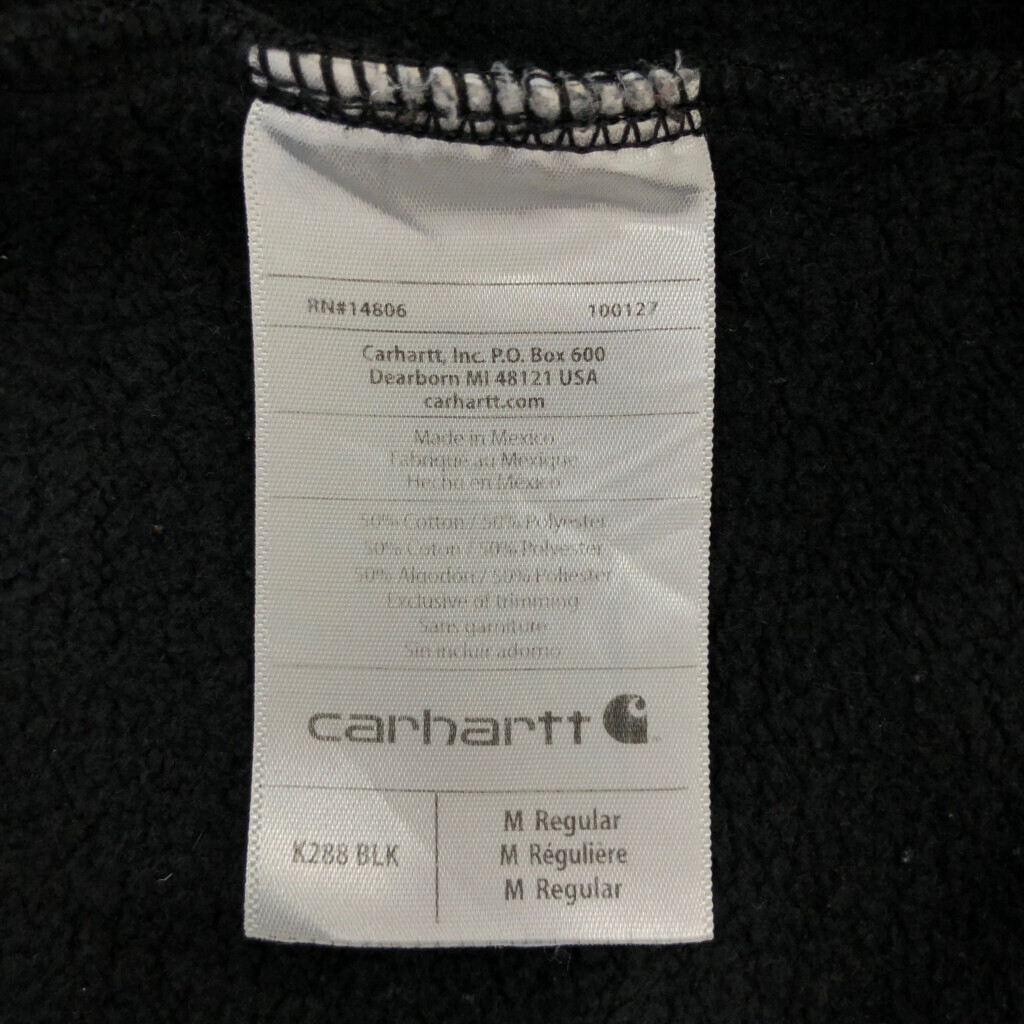 RN#14806 100127
Carhartt, Inc. P.O. Box 600
Dearborn MI 48121 USA
carhartt.com
Made in Mexico
Fabriqué au Mexique
Hecho en México
50% Cotton / 50% Polyester
50% Coton / 50% Polyester
50% Algodon / 50% Poliester
Exclusive of trimming
Sans garniture
Sin incluir adorno
carhartt
K288 BLK
M Regular
M Régulière
M Regular